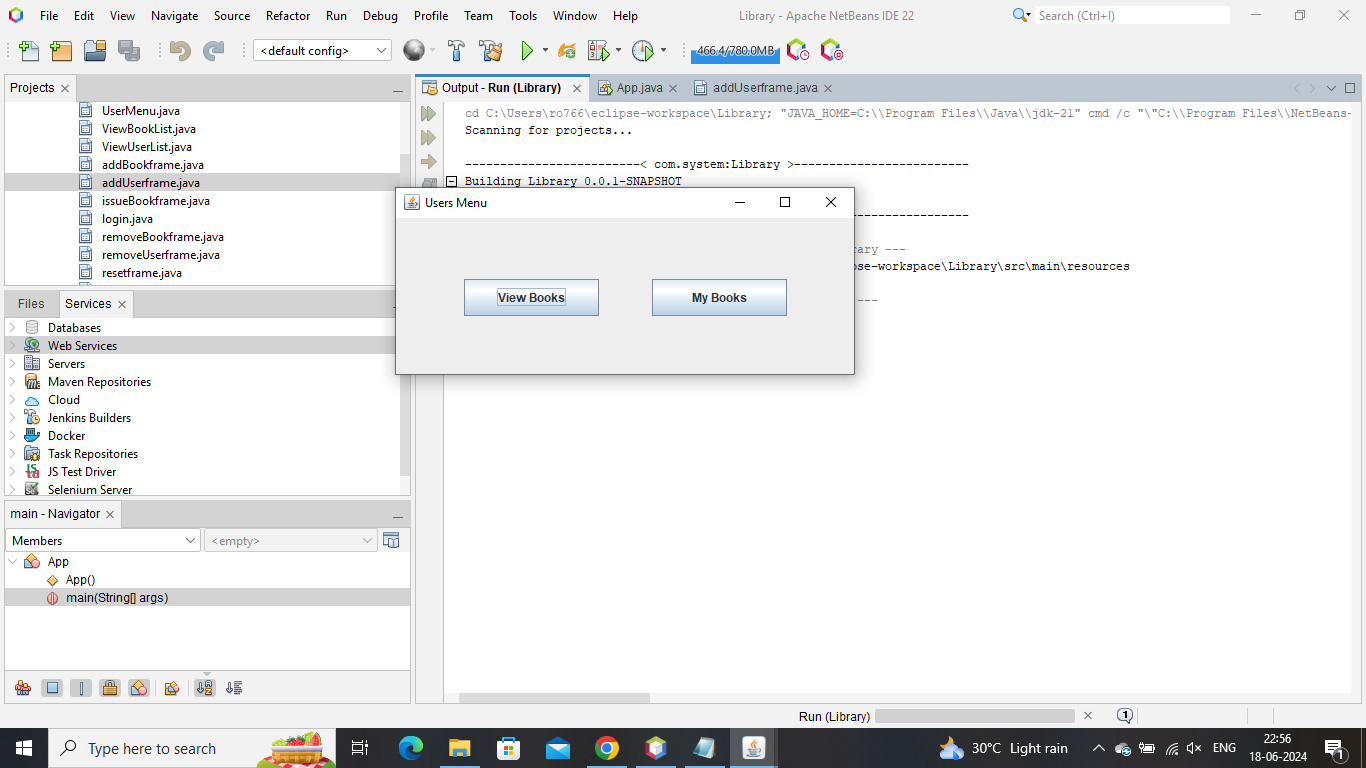 File Edit View Navigate Source Refactor Run Debug Profile Team Tools Window Help
Library - Apache NetBeans IDE 22
Search (Ctrl+I)
<default config>
466.4/780.0MB
Projects
UserMenu.java
ViewBookList.java
ViewUserList.java
addBookframe.java
addUserframe.java
issueBookframe.java
login.java
removeBookframe.java
removeUserframe.java
resetframe.java
Files Services
Databases
Web Services
Servers
Maven Repositories
Cloud
Jenkins Builders
Docker
Task Repositories
JS Test Driver
Selenium Server
main - Navigator
Members <empty>
App
App()
main(String[] args)
Output - Run (Library) App.java addUserframe.java
cd C:\Users\ro766\eclipse-workspace\Library; "JAVA_HOME=C:\\Program Files\\Java\\jdk-21" cmd /c "\"C:\\Program Files\\NetBeans-
Scanning for projects...
-------------------------< com.system:Library >-------------------------
Building Library 0.0.1-SNAPSHOT
rary ---
ose-workspace\Library\src\main\resources
---
Users Menu
View Books My Books
Run (Library)
1
Type here to search
30°C Light rain
ENG
22:56
18-06-2024
1